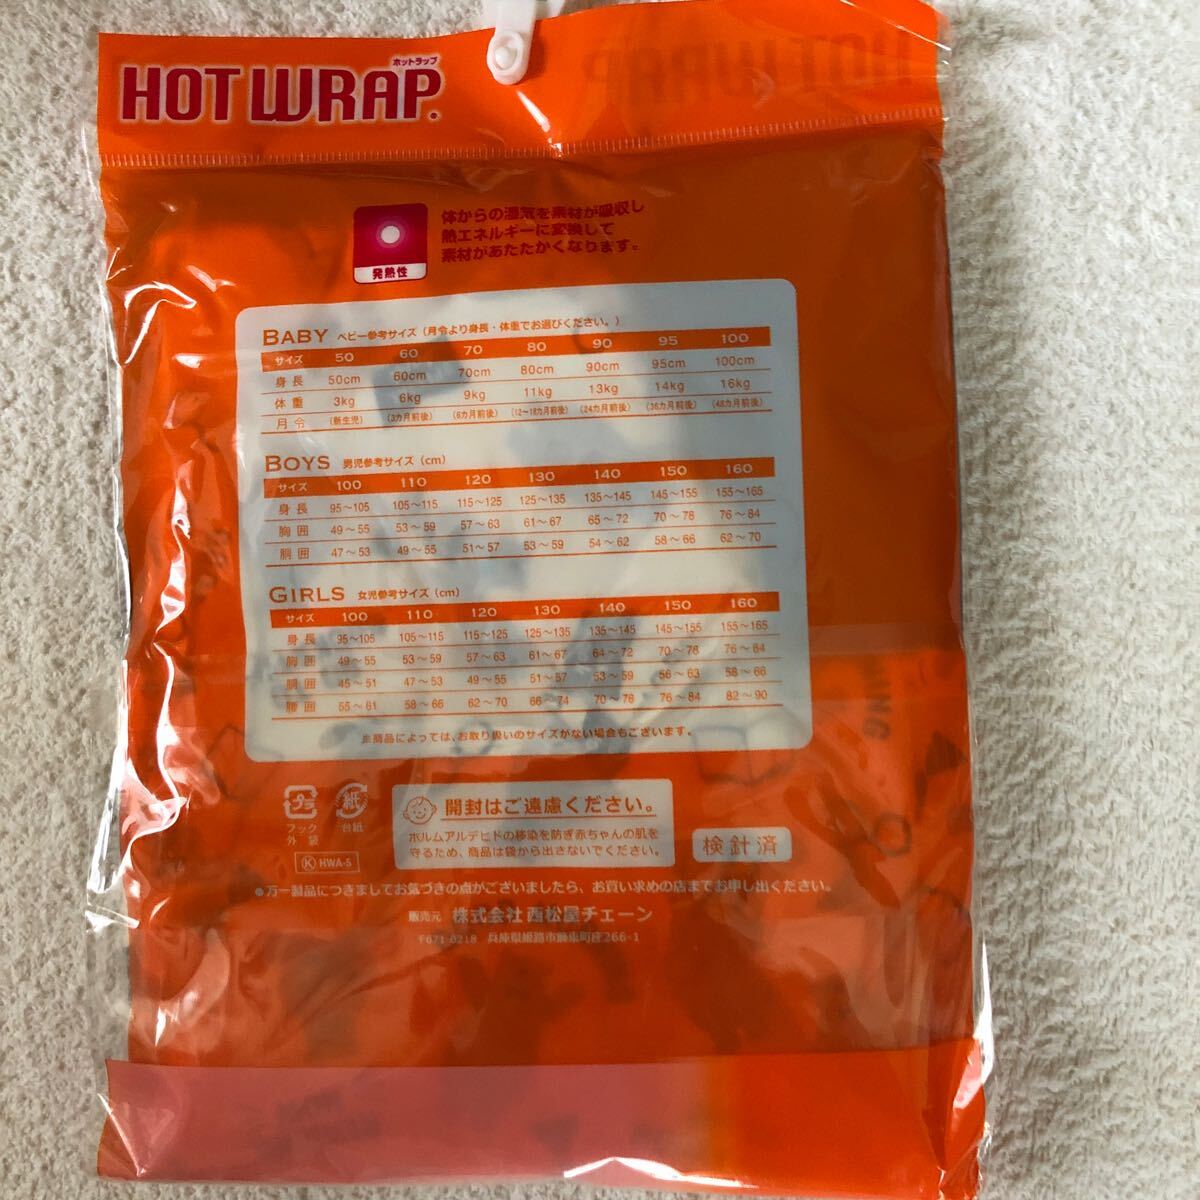 ホットラップ
HOT WRAP.
発熱性
体からの湿気を素材が吸収し
熱エネルギーに変換して
素材があたたかくなります。
BABY ベビー参考サイズ(月令より身長・体重でお選びください。)
サイズ 50 60 70 80 90 95 100
身長 50cm 60cm 70cm 80cm 90cm 95cm 100cm
体重 3kg 6kg 9kg 11kg 13kg 14kg 16kg
月令 (新生児) (3カ月前後) (6カ月前後) (12〜18カ月前後) (24カ月前後) (36カ月前後) (48カ月前後)
BOYS 男児参考サイズ(cm)
サイズ 100 110 120 130 140 150 160
身長 95〜105 105〜115 115〜125 125〜135 135〜145 145〜155 155〜165
胸囲 49〜55 53〜59 57〜63 61〜67 65〜72 70〜78 76〜84
胴囲 47〜53 49〜55 51〜57 53〜59 54〜62 58〜66 62〜70
GIRLS 女児参考サイズ(cm)
サイズ 100 110 120 130 140 150 160
身長 95〜105 105〜115 115〜125 125〜135 135〜145 145〜155 155〜165
胸囲 49〜55 53〜59 57〜63 61〜67 64〜72 70〜78 76〜84
胴囲 45〜51 47〜53 49〜55 51〜57 53〜59 56〜63 58〜66
腰囲 55〜61 58〜66 62〜70 66〜74 70〜78 76〜84 82〜90
※商品によっては、お取り扱いのサイズがない場合もございます。
プラ 紙
フック 台紙
外袋
K HWA-5
開封はご遠慮ください。
ホルムアルデヒドの移染を防ぎ赤ちゃんの肌を
守るため、商品は袋から出さないでください。
検針済
●万一製品につきましてお気づきの点がございましたら、お買い求めの店までお申し出ください。
販売元 株式会社 西松屋チェーン
〒671-0218 兵庫県姫路市飾東町庄266-1